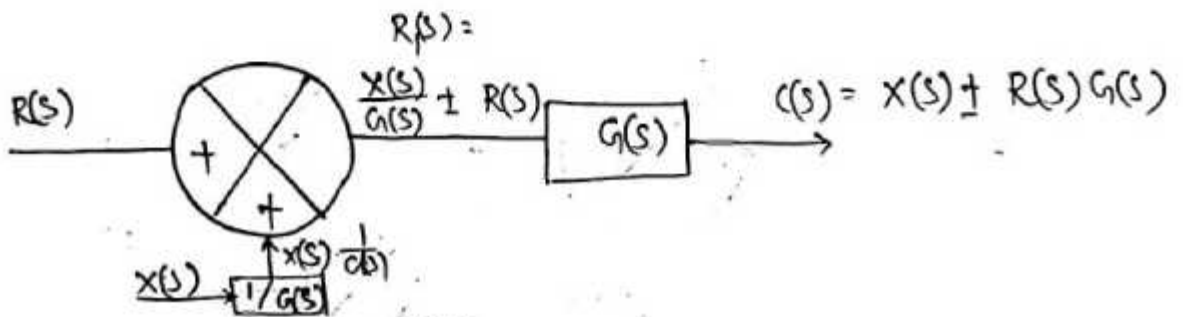 R(S) =
R(S)
X(S)/G(S) ± R(S)
G(S)
C(S) = X(S) ± R(S) G(S)
+
+
X(S) 1/G(S)
X(S)
1/G(S)